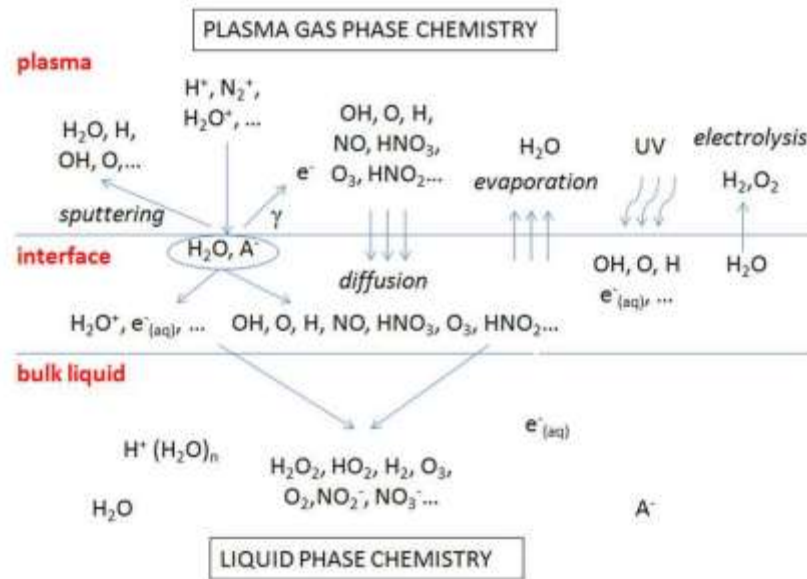 PLASMA GAS PHASE CHEMISTRY
plasma
H⁺, N₂⁺,
H₂O⁺, ...
H₂O, H,
OH, O,...
sputtering
e⁻
γ
OH, O, H,
NO, HNO₃,
O₃, HNO₂...
H₂O
evaporation
UV
electrolysis
H₂,O₂
interface
H₂O, A⁻
diffusion
OH, O, H
e⁻(aq), ...
H₂O
H₂O⁺, e⁻(aq), ...
OH, O, H, NO, HNO₃, O₃, HNO₂...
bulk liquid
H⁺ (H₂O)ₙ
H₂O
H₂O₂, HO₂, H₂, O₃,
O₂,NO₂⁻, NO₃⁻...
e⁻(aq)
A⁻
LIQUID PHASE CHEMISTRY